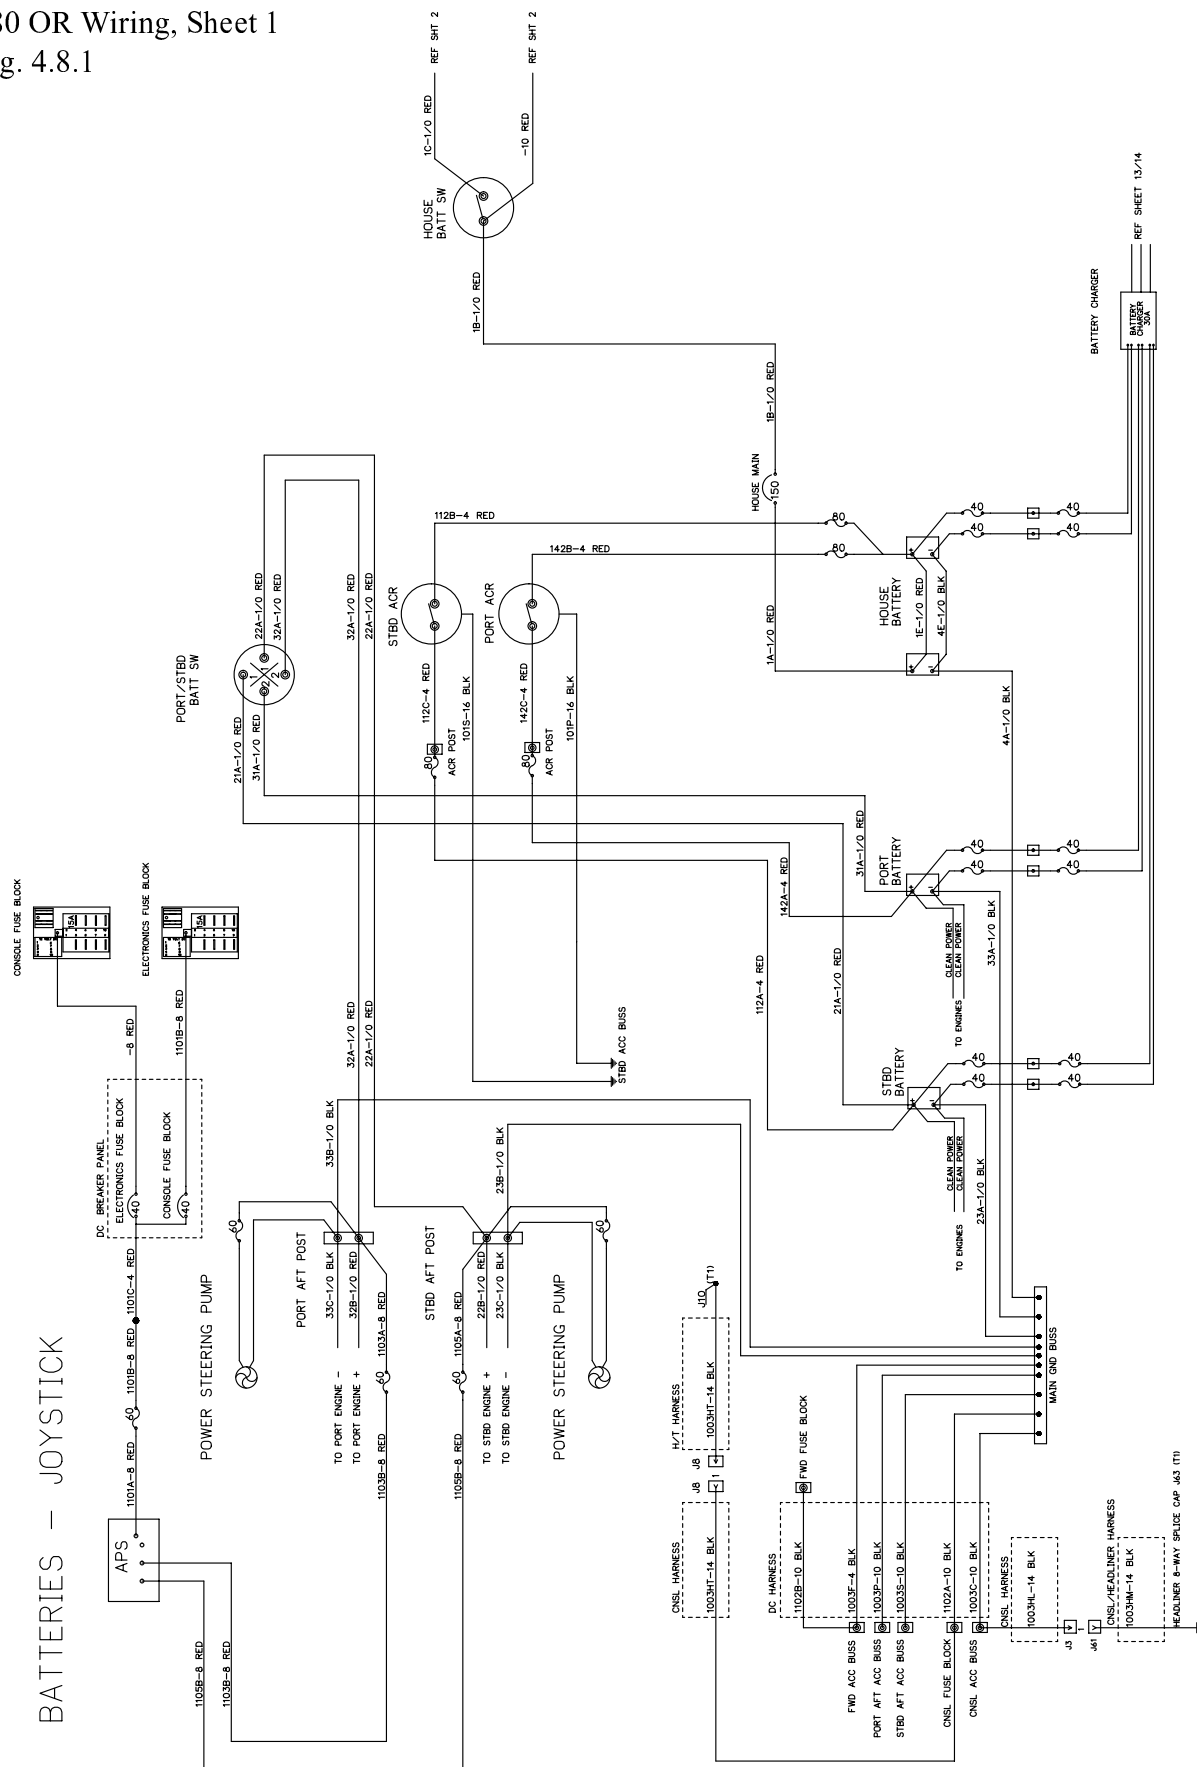 80 OR Wiring, Sheet 1
g. 4.8.1
BATTERIES - JOYSTICK
REF SHT 2
REF SHT 2
1C-1/0 RED
-10 RED
HOUSE
BATT SW
1B-1/0 RED
REF SHEET 13/14
BATTERY CHARGER
BATTERY
CHARGER
30A
1B-1/0 RED
HOUSE MAIN
150
112B-4 RED
80
142B-4 RED
80
40
40
40
40
22A-1/0 RED
32A-1/0 RED
32A-1/0 RED
22A-1/0 RED
STBD ACR
PORT ACR
1A-1/0 RED
HOUSE
BATTERY
+
-
1E-1/0 RED
4E-1/0 BLK
+
-
PORT/STBD
BATT SW
1
1
2
2
21A-1/0 RED
31A-1/0 RED
112C-4 RED
101S-16 BLK
142C-4 RED
101P-16 BLK
80
ACR POST
80
ACR POST
4A-1/0 BLK
31A-1/0 RED
PORT
BATTERY
+
-
40
40
40
40
142A-4 RED
CLEAN POWER
CLEAN POWER
TO ENGINES
33A-1/0 BLK
CONSOLE FUSE BLOCK
15A
ELECTRONICS FUSE BLOCK
15A
-8 RED
1101B-8 RED
32A-1/0 RED
22A-1/0 RED
112A-4 RED
21A-1/0 RED
STBD ACC BUSS
STBD
BATTERY
+
-
40
40
40
40
CLEAN POWER
CLEAN POWER
TO ENGINES
23A-1/0 BLK
DC BREAKER PANEL
ELECTRONICS FUSE BLOCK
40
CONSOLE FUSE BLOCK
40
33B-1/0 BLK
23B-1/0 BLK
60
60
PORT AFT POST
33C-1/0 BLK
32B-1/0 RED
STBD AFT POST
22B-1/0 RED
23C-1/0 BLK
1101C-4 RED
1101B-8 RED
60
1101A-8 RED
APS
POWER STEERING PUMP
1103A-8 RED
60
1105A-8 RED
60
POWER STEERING PUMP
TO PORT ENGINE -
TO PORT ENGINE +
1103B-8 RED
1105B-8 RED
TO STBD ENGINE +
TO STBD ENGINE -
1105B-8 RED
1103B-8 RED
J10 (T1)
H/T HARNESS
1003HT-14 BLK
J8
J8
1
CNSL HARNESS
1003HT-14 BLK
FWD FUSE BLOCK
MAIN GND BUSS
DC HARNESS
1102B-10 BLK
1003F-4 BLK
1003P-10 BLK
1003S-10 BLK
1102A-10 BLK
1003C-10 BLK
FWD ACC BUSS
PORT AFT ACC BUSS
STBD AFT ACC BUSS
CNSL FUSE BLOCK
CNSL ACC BUSS
CNSL HARNESS
1003HL-14 BLK
J3
1
J61
CNSL/HEADLINER HARNESS
1003HM-14 BLK
HEADLINER 8-WAY SPLICE CAP J63 (T1)